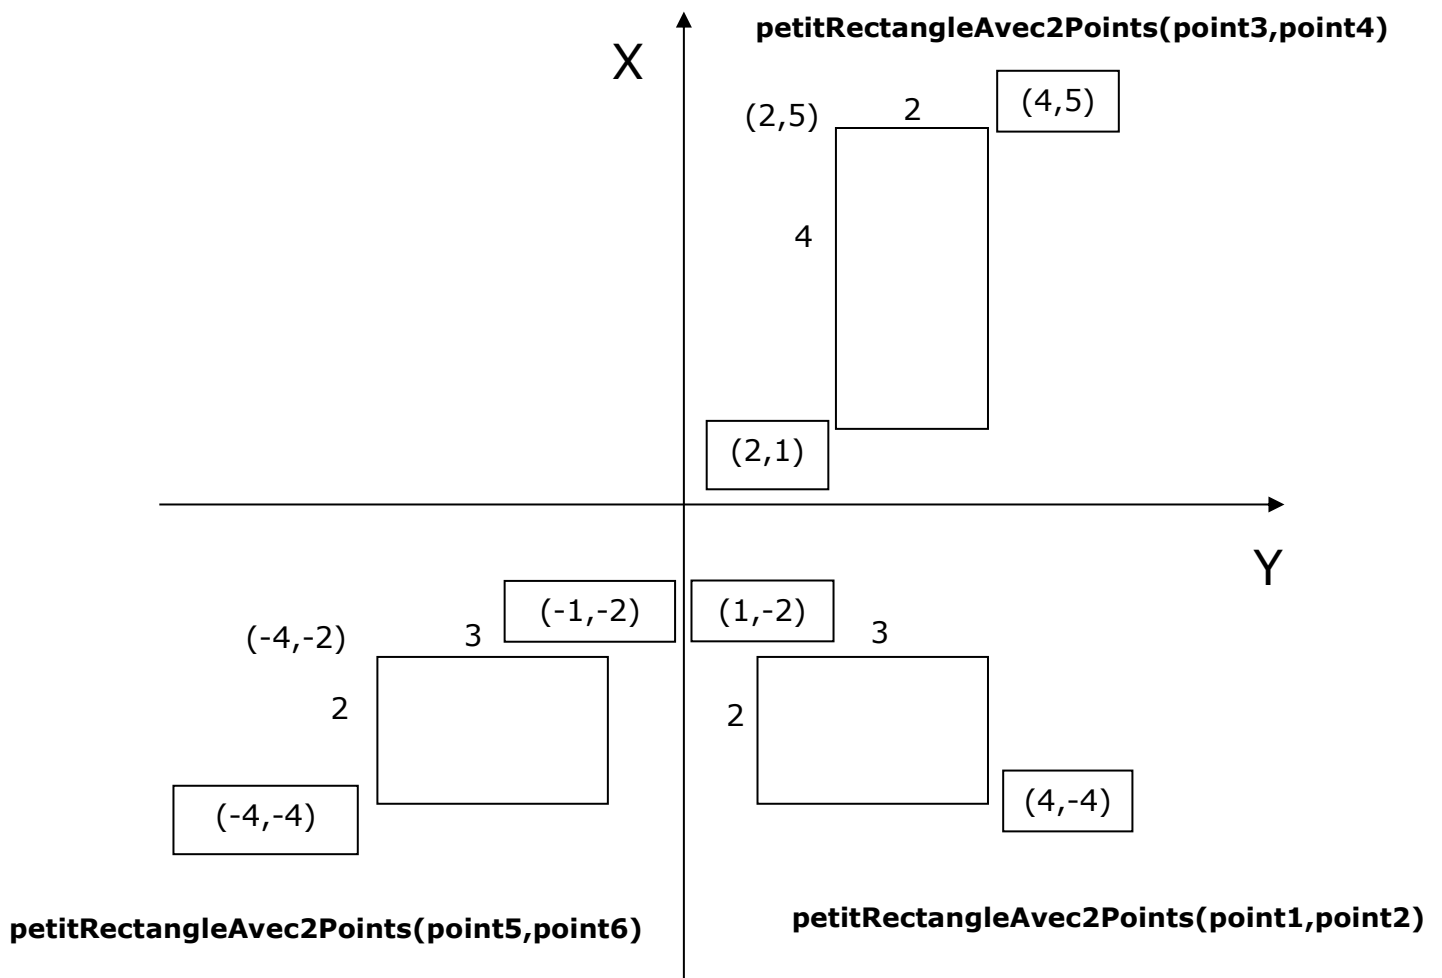 petitRectangleAvec2Points(point3,point4)
X
(4,5)
(2,5)
2
4
(2,1)
Y
(-1,-2)
(1,-2)
(-4,-2)
3
3
2
2
(4,-4)
(-4,-4)
petitRectangleAvec2Points(point5,point6)
petitRectangleAvec2Points(point1,point2)